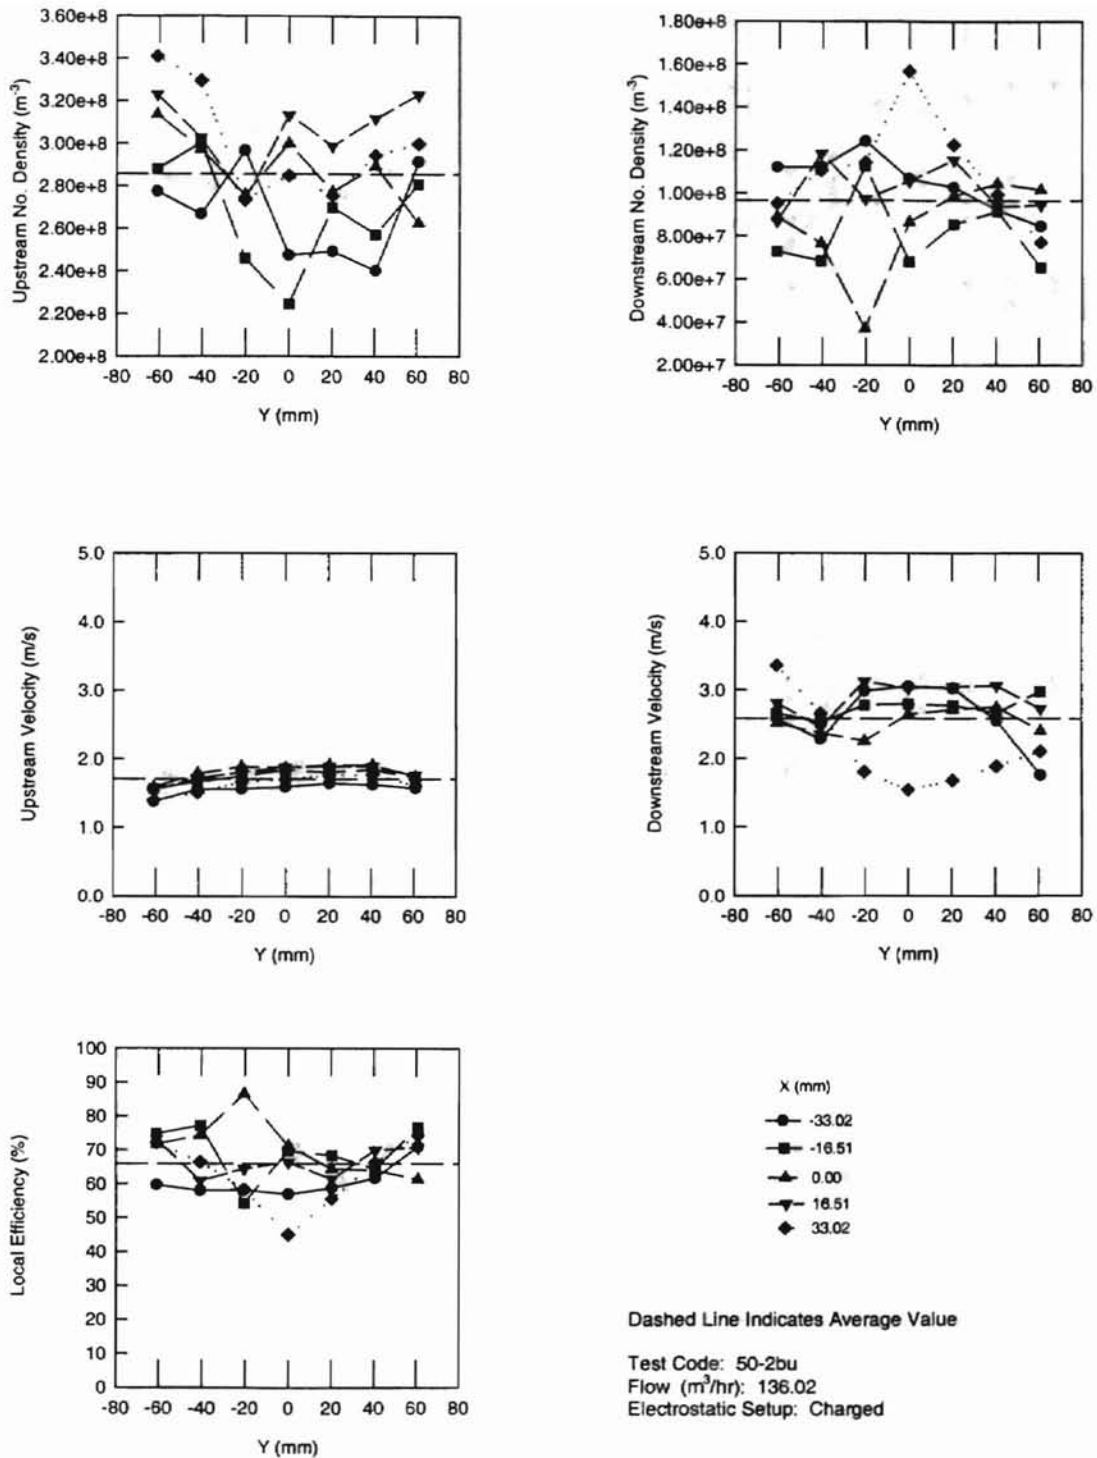 3.60e+8
3.40e+8
3.20e+8
3.00e+8
2.80e+8
2.60e+8
2.40e+8
2.20e+8
2.00e+8
Upstream No. Density (m⁻³)
-80 -60 -40 -20 0 20 40 60 80
Y (mm)
1.80e+8
1.60e+8
1.40e+8
1.20e+8
1.00e+8
8.00e+7
6.00e+7
4.00e+7
2.00e+7
Downstream No. Density (m⁻³)
-80 -60 -40 -20 0 20 40 60 80
Y (mm)
5.0
4.0
3.0
2.0
1.0
0.0
Upstream Velocity (m/s)
-80 -60 -40 -20 0 20 40 60 80
Y (mm)
5.0
4.0
3.0
2.0
1.0
0.0
Downstream Velocity (m/s)
-80 -60 -40 -20 0 20 40 60 80
Y (mm)
100
90
80
70
60
50
40
30
20
10
0
Local Efficiency (%)
-80 -60 -40 -20 0 20 40 60 80
Y (mm)
X (mm)
-33.02
-16.51
0.00
16.51
33.02
Dashed Line Indicates Average Value
Test Code: 50-2bu
Flow (m³/hr): 136.02
Electrostatic Setup: Charged